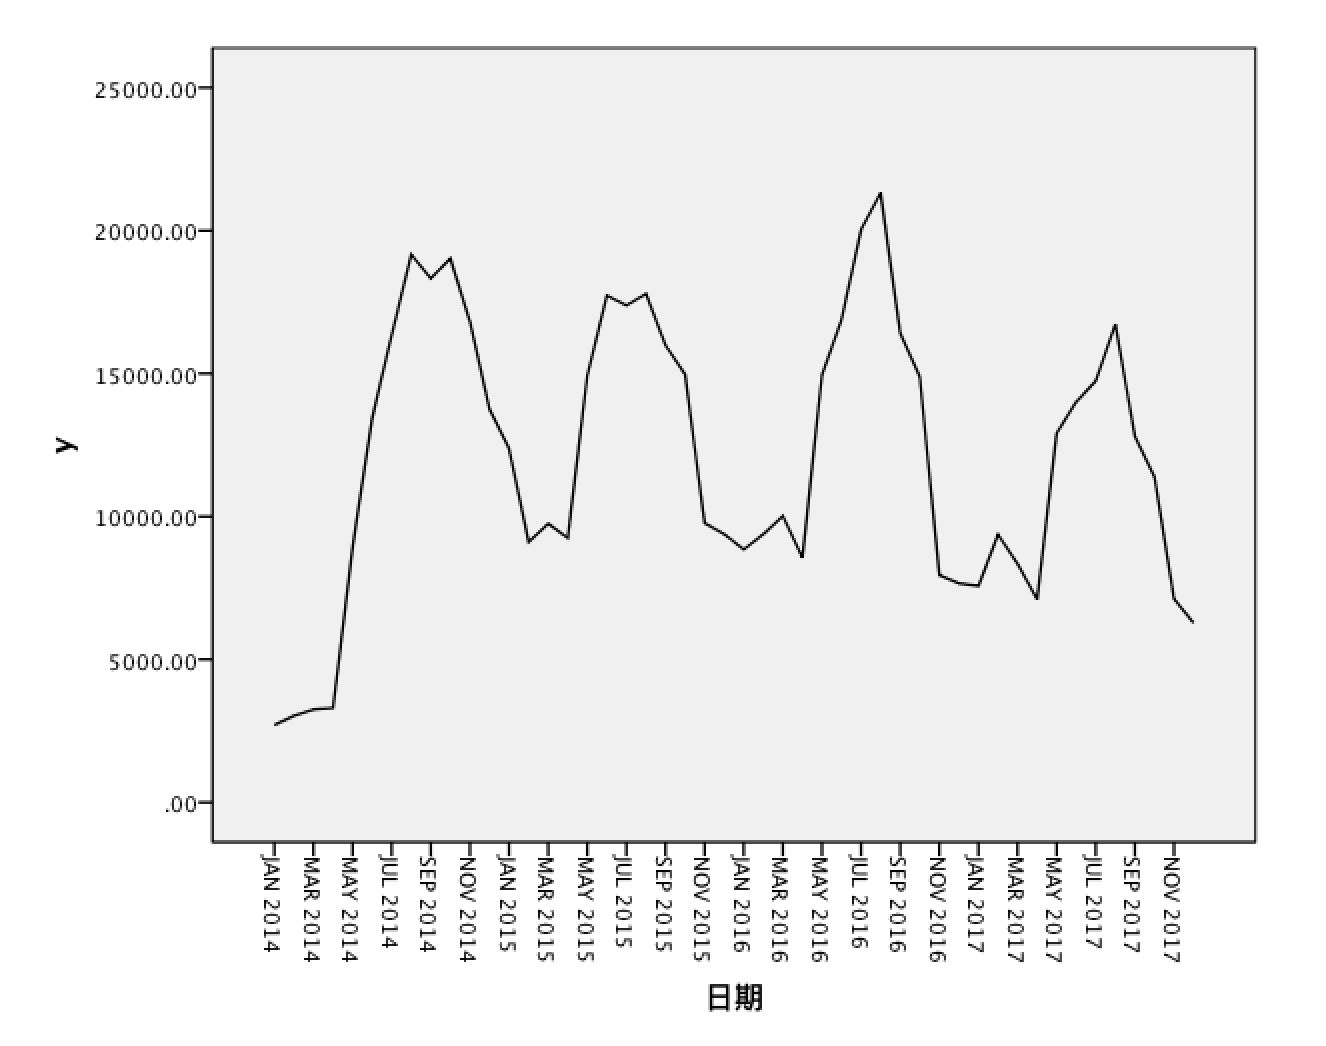 25000.00
20000.00
15000.00
10000.00
5000.00
.00
y
JAN 2014
MAR 2014
MAY 2014
JUL 2014
SEP 2014
NOV 2014
JAN 2015
MAR 2015
MAY 2015
JUL 2015
SEP 2015
NOV 2015
JAN 2016
MAR 2016
MAY 2016
JUL 2016
SEP 2016
NOV 2016
JAN 2017
MAR 2017
MAY 2017
JUL 2017
SEP 2017
NOV 2017
日期